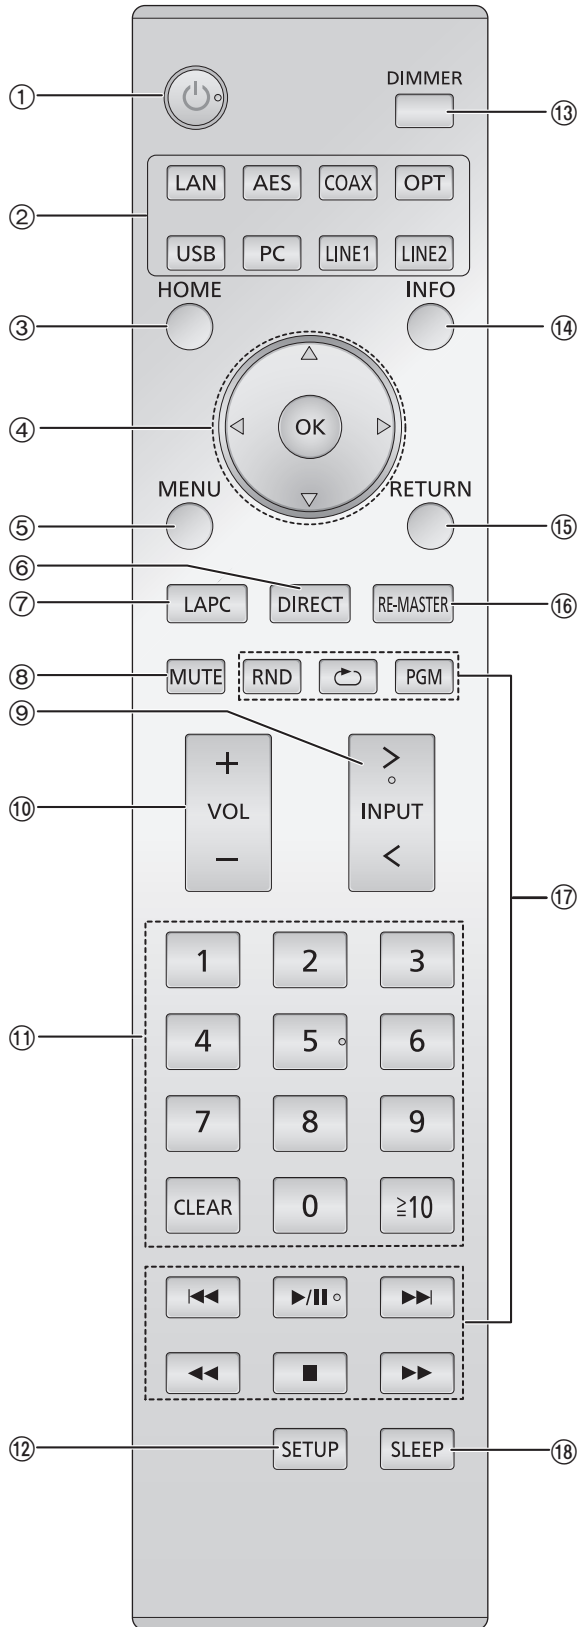 DIMMER
① ⑬
LAN AES COAX OPT
②
USB PC LINE1 LINE2
HOME INFO
③ ⑭
④ OK
MENU RETURN
⑤ ⑮
⑥
⑦ LAPC DIRECT RE-MASTER ⑯
⑧ MUTE RND PGM
⑨
+ >
⑩ VOL INPUT
− <
⑰
1 2 3
⑪ 4 5 6
7 8 9
CLEAR 0 ≧10
⑫ SETUP SLEEP ⑱